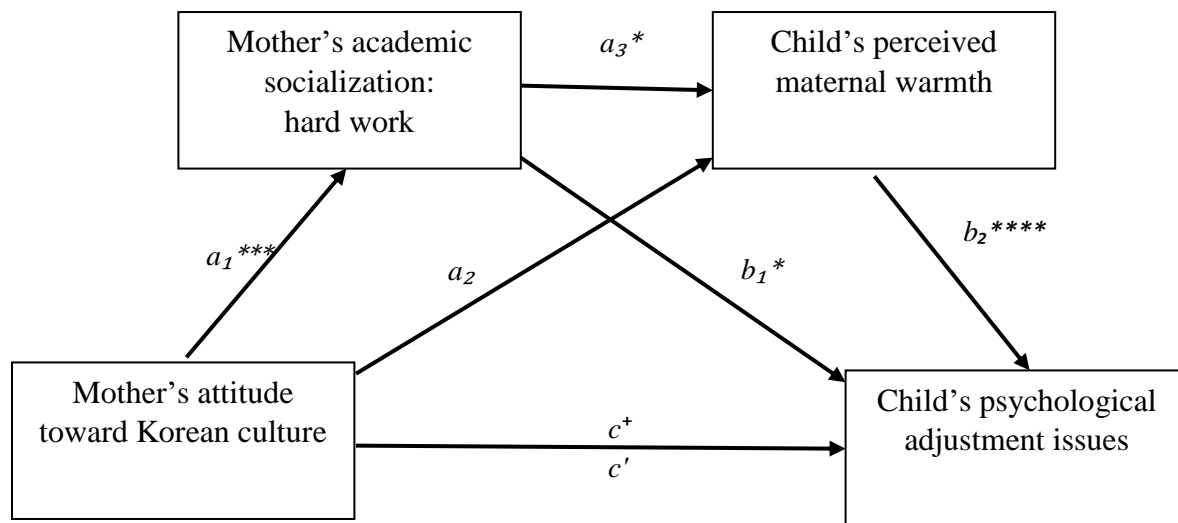 Mother’s academic
socialization:
hard work
a₃*
Child’s perceived
maternal warmth
a₁***
a₂
b₁*
b₂****
Mother’s attitude
toward Korean culture
c⁺
c′
Child’s psychological
adjustment issues